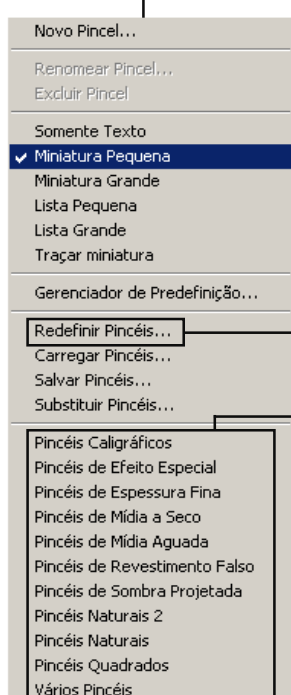 Novo Pincel...
Renomear Pincel...
Excluir Pincel
Somente Texto
Miniatura Pequena
Miniatura Grande
Lista Pequena
Lista Grande
Traçar miniatura
Gerenciador de Predefinição...
Redefinir Pincéis...
Carregar Pincéis...
Salvar Pincéis...
Substituir Pincéis...
Pincéis Caligráficos
Pincéis de Efeito Especial
Pincéis de Espessura Fina
Pincéis de Mídia a Seco
Pincéis de Mídia Aguada
Pincéis de Revestimento Falso
Pincéis de Sombra Projetada
Pincéis Naturais 2
Pincéis Naturais
Pincéis Quadrados
Vários Pincéis